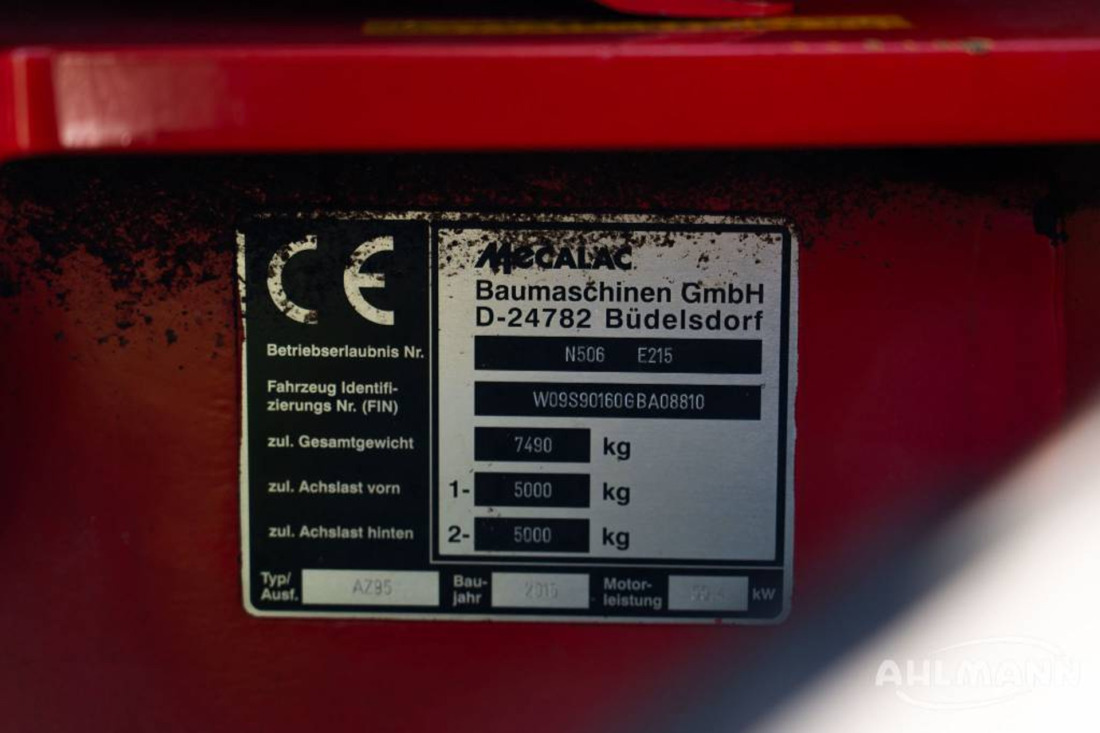 CE
MECALAC
Baumaschinen GmbH
D-24782 Büdelsdorf
Betriebserlaubnis Nr. N506 E215
Fahrzeug Identifi-
zierungs Nr. (FIN) W09S90160GBA08810
zul. Gesamtgewicht 7490 kg
zul. Achslast vorn 1- 5000 kg
zul. Achslast hinten 2- 5000 kg
Typ/
Ausf. AZ95 Bau-
jahr Motor-
leistung kW
AHLMANN